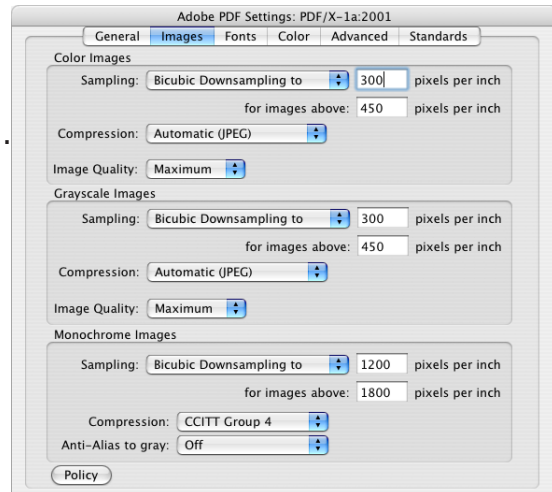 Adobe PDF Settings: PDF/X-1a:2001
General Images Fonts Color Advanced Standards
Color Images
Sampling: Bicubic Downsampling to 300 pixels per inch
for images above: 450 pixels per inch
Compression: Automatic (JPEG)
Image Quality: Maximum
Grayscale Images
Sampling: Bicubic Downsampling to 300 pixels per inch
for images above: 450 pixels per inch
Compression: Automatic (JPEG)
Image Quality: Maximum
Monochrome Images
Sampling: Bicubic Downsampling to 1200 pixels per inch
for images above: 1800 pixels per inch
Compression: CCITT Group 4
Anti-Alias to gray: Off
Policy